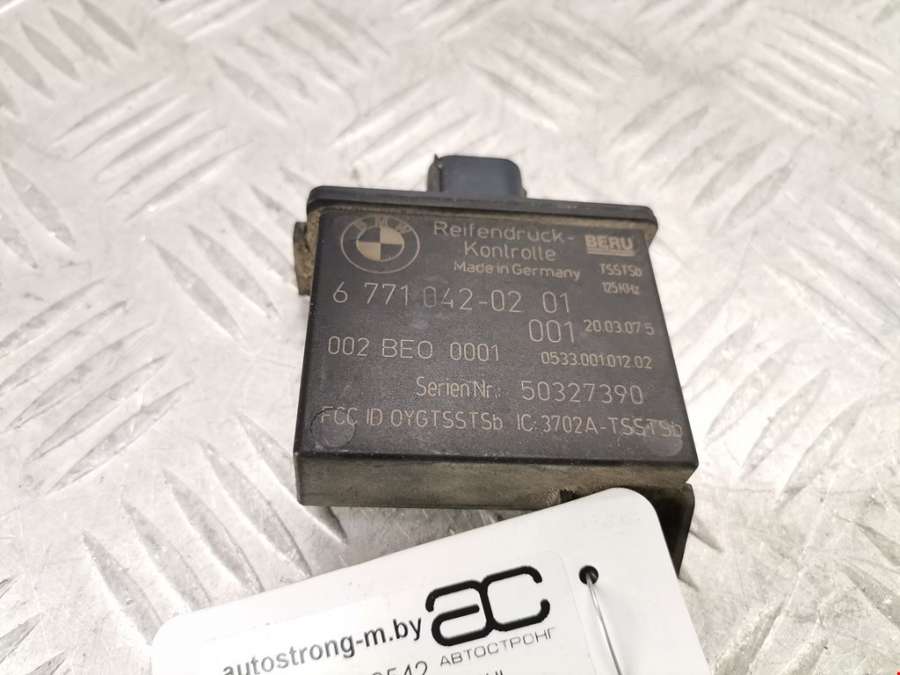 BMW
Reifendruck-
Kontrolle
Made in Germany
BERU
TSSTSb
125KHz
6 771 042-02 01
001 20.03.07 5
002 BEO 0001 0533.001.012.02
Serien Nr.: 50327390
FCC ID OYGTSSTSb IC: 3702A-TSSTSb
autostrong-m.by
ac
АВТОСТРОНГ